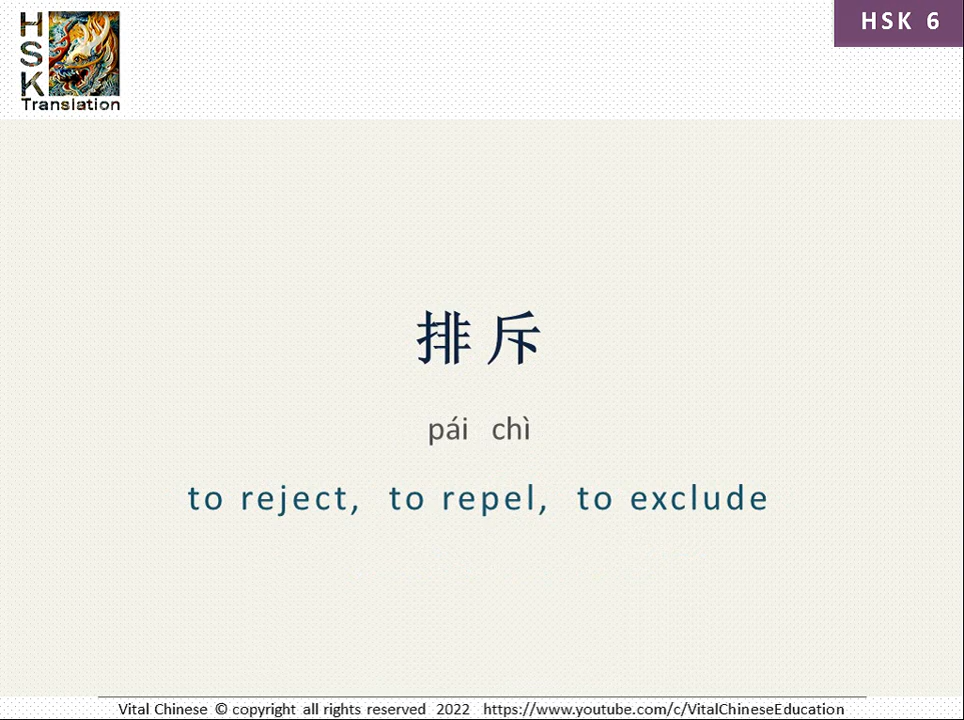 HSK
Translation
HSK 6
排斥
pái chì
to reject, to repel, to exclude
Vital Chinese © copyright all rights reserved 2022 https://www.youtube.com/c/VitalChineseEducation